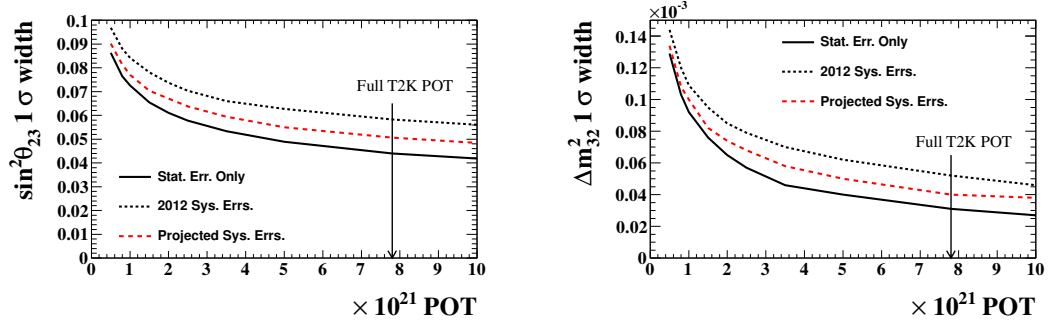 0.1
0.09
0.08
0.07
0.06
0.05
0.04
0.03
0.02
0.01
0
sin²θ₂₃ 1 σ width
Full T2K POT
Stat. Err. Only
2012 Sys. Errs.
Projected Sys. Errs.
0 1 2 3 4 5 6 7 8 9 10
× 10²¹ POT
×10⁻³
0.14
0.12
0.1
0.08
0.06
0.04
0.02
0
Δm²₃₂ 1 σ width
Stat. Err. Only
2012 Sys. Errs.
Projected Sys. Errs.
Full T2K POT
0 1 2 3 4 5 6 7 8 9 10
× 10²¹ POT